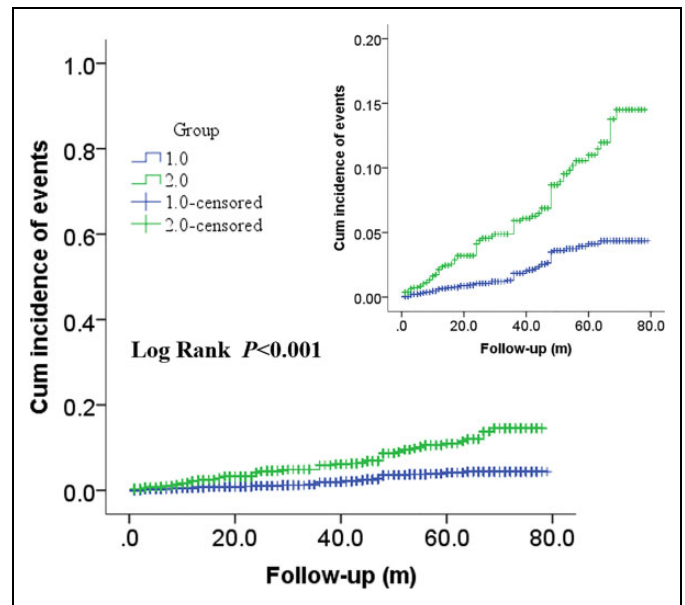 Cum incidence of events
1.0
0.8
0.6
0.4
0.2
0.0
Group
1.0
2.0
1.0-censored
2.0-censored
Log Rank P<0.001
.0
20.0
40.0
60.0
80.0
Follow-up (m)
Cum incidence of events
0.20
0.15
0.10
0.05
0.00
.0
20.0
40.0
60.0
80.0
Follow-up (m)